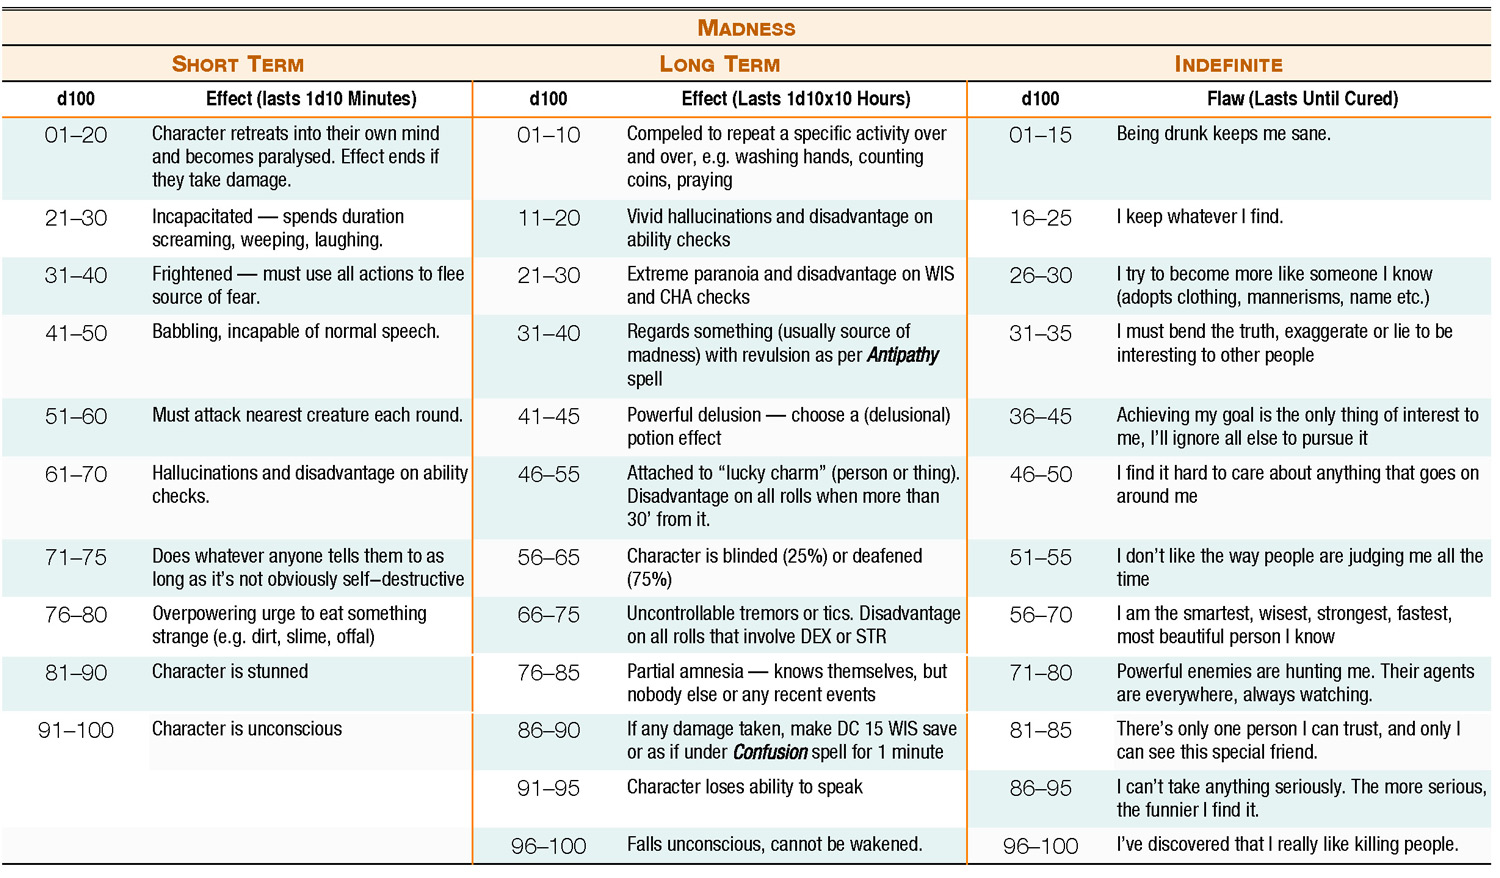 MADNESS
SHORT TERM
d100 Effect (lasts 1d10 Minutes)
01–20 Character retreats into their own mind
and becomes paralysed. Effect ends if
they take damage.
21–30 Incapacitated — spends duration
screaming, weeping, laughing.
31–40 Frightened — must use all actions to flee
source of fear.
41–50 Babbling, incapable of normal speech.
51–60 Must attack nearest creature each round.
61–70 Hallucinations and disadvantage on ability
checks.
71–75 Does whatever anyone tells them to as
long as it's not obviously self–destructive
76–80 Overpowering urge to eat something
strange (e.g. dirt, slime, offal)
81–90 Character is stunned
91–100 Character is unconscious
LONG TERM
d100 Effect (Lasts 1d10x10 Hours)
01–10 Compeled to repeat a specific activity over
and over, e.g. washing hands, counting
coins, praying
11–20 Vivid hallucinations and disadvantage on
ability checks
21–30 Extreme paranoia and disadvantage on WIS
and CHA checks
31–40 Regards something (usually source of
madness) with revulsion as per Antipathy
spell
41–45 Powerful delusion — choose a (delusional)
potion effect
46–55 Attached to “lucky charm” (person or thing).
Disadvantage on all rolls when more than
30’ from it.
56–65 Character is blinded (25%) or deafened
(75%)
66–75 Uncontrollable tremors or tics. Disadvantage
on all rolls that involve DEX or STR
76–85 Partial amnesia — knows themselves, but
nobody else or any recent events
86–90 If any damage taken, make DC 15 WIS save
or as if under Confusion spell for 1 minute
91–95 Character loses ability to speak
96–100 Falls unconscious, cannot be wakened.
INDEFINITE
d100 Flaw (Lasts Until Cured)
01–15 Being drunk keeps me sane.
16–25 I keep whatever I find.
26–30 I try to become more like someone I know
(adopts clothing, mannerisms, name etc.)
31–35 I must bend the truth, exaggerate or lie to be
interesting to other people
36–45 Achieving my goal is the only thing of interest to
me, I’ll ignore all else to pursue it
46–50 I find it hard to care about anything that goes on
around me
51–55 I don’t like the way people are judging me all the
time
56–70 I am the smartest, wisest, strongest, fastest,
most beautiful person I know
71–80 Powerful enemies are hunting me. Their agents
are everywhere, always watching.
81–85 There’s only one person I can trust, and only I
can see this special friend.
86–95 I can’t take anything seriously. The more serious,
the funnier I find it.
96–100 I’ve discovered that I really like killing people.